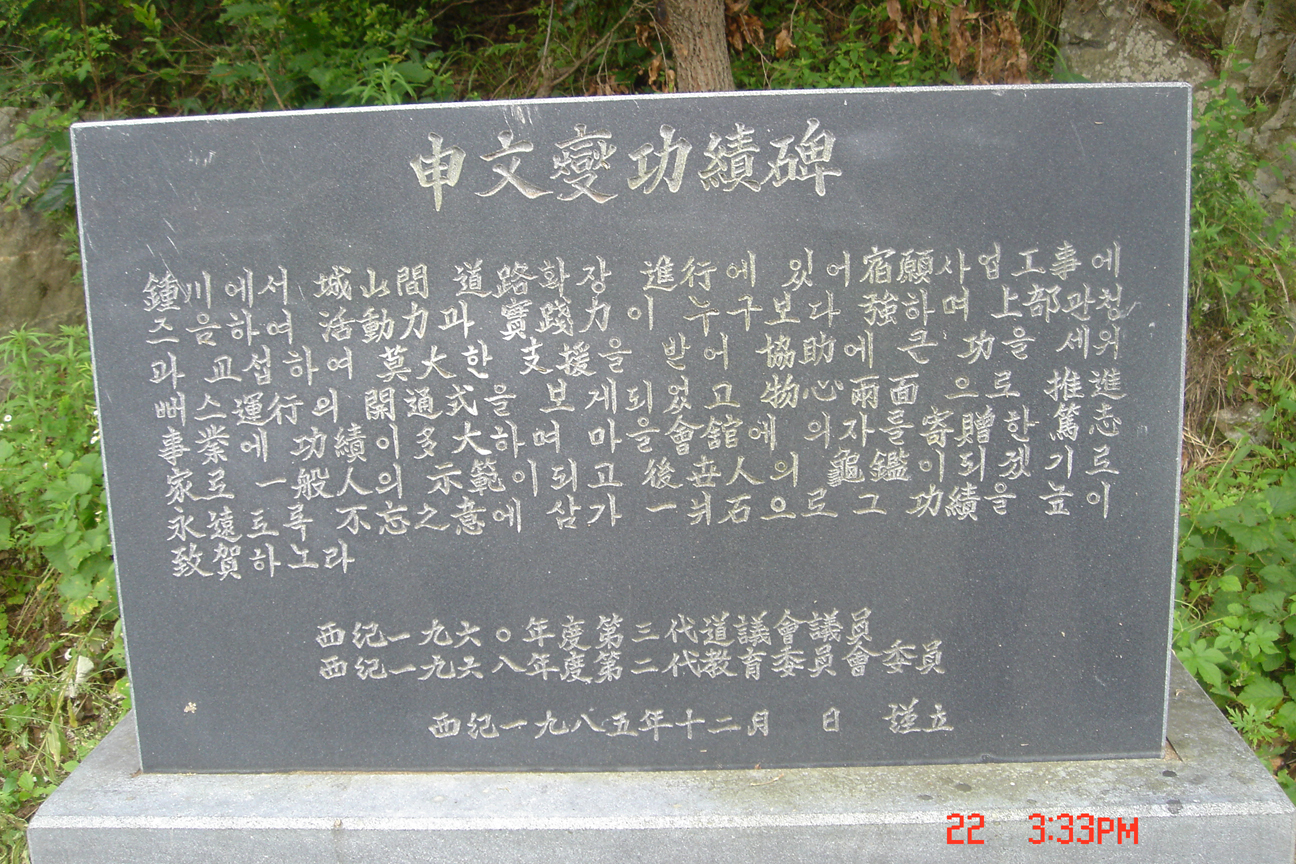 申文燮功績碑
鍾川에서 城山間 道路확장 進行에 있어宿願사업工事에
즈음하여 活動力과 實踐力이 누구보다 強하며 上部관청
과 교섭하여 莫大한 支援을 받어 協助에 큰 功을 세워
뻐스運行의 開通式을 보게되었고 物心兩面 으로 推進
事業에 功績이多大하며 마을會館에 의자를 寄贈한 篤志
家로 一般人의 示範이되고 後世人의 龜鑑이되겠기로
永遠토록 不忘之意에 삼가 一씌石으로그 功績을 높이
致賀하노라
西紀一九六〇年度第三代道議會議員
西紀一九六八年度第二代教育委員會委員
西紀一九八五年十二月 日 謹立
22 3:33PM